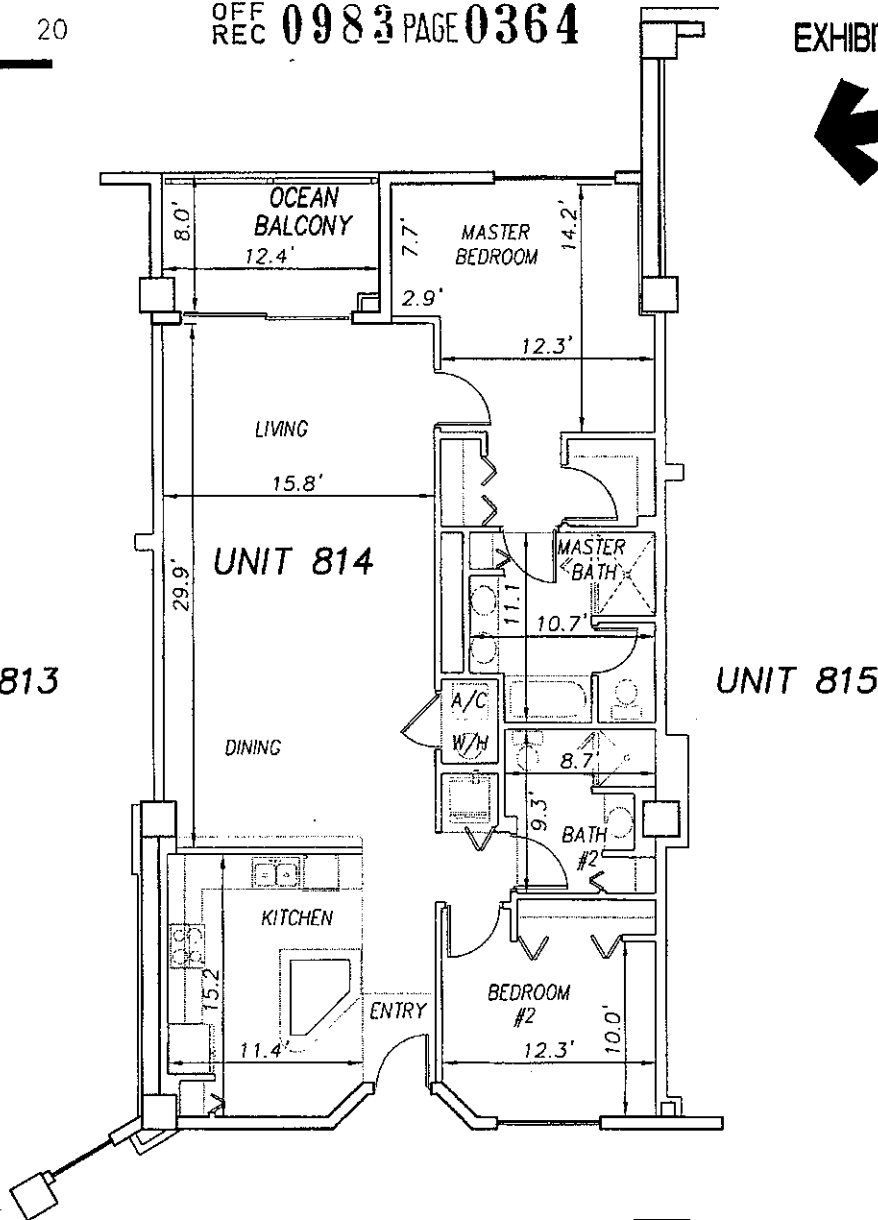 20
OFF
REC 0983 PAGE 0364
EXHIBI
OCEAN
BALCONY
8.0'
12.4'
7.7'
MASTER
BEDROOM
14.2'
2.9'
12.3'
LIVING
15.8'
UNIT 814
29.9'
MASTER
BATH
11.1
10.7'
813
UNIT 815
A/C
W/H
DINING
8.7'
9.3'
BATH
#2
KITCHEN
15.2
ENTRY
11.4'
BEDROOM
#2
12.3'
10.0'